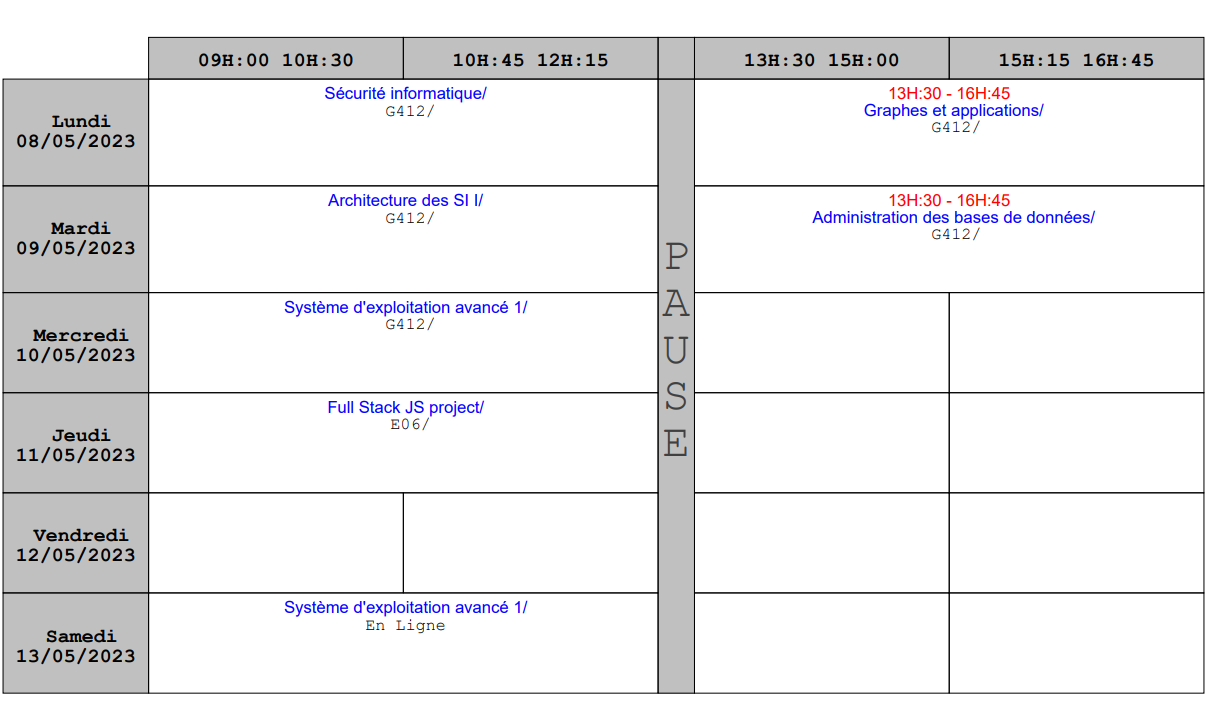 09H:00 10H:30 10H:45 12H:15 13H:30 15H:00 15H:15 16H:45
Lundi
08/05/2023
Sécurité informatique/
G412/
13H:30 - 16H:45
Graphes et applications/
G412/
Mardi
09/05/2023
Architecture des SI I/
G412/
13H:30 - 16H:45
Administration des bases de données/
G412/
Mercredi
10/05/2023
Système d'exploitation avancé 1/
G412/
Jeudi
11/05/2023
Full Stack JS project/
E06/
Vendredi
12/05/2023
Samedi
13/05/2023
Système d'exploitation avancé 1/
En Ligne
P
A
U
S
E